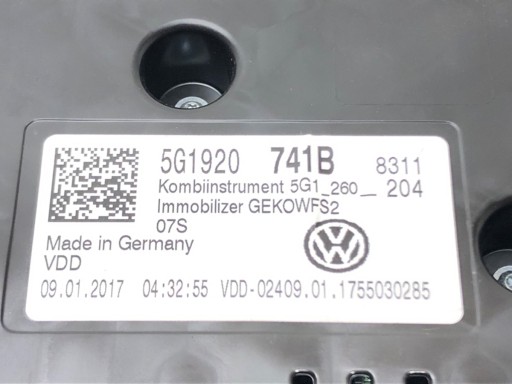 5G1920 741B 8311
Kombiinstrument 5G1_260__ 204
Immobilizer GEKOWFS2
07S
Made in Germany
VDD
09.01.2017 04:32:55 VDD-02409.01.1755030285